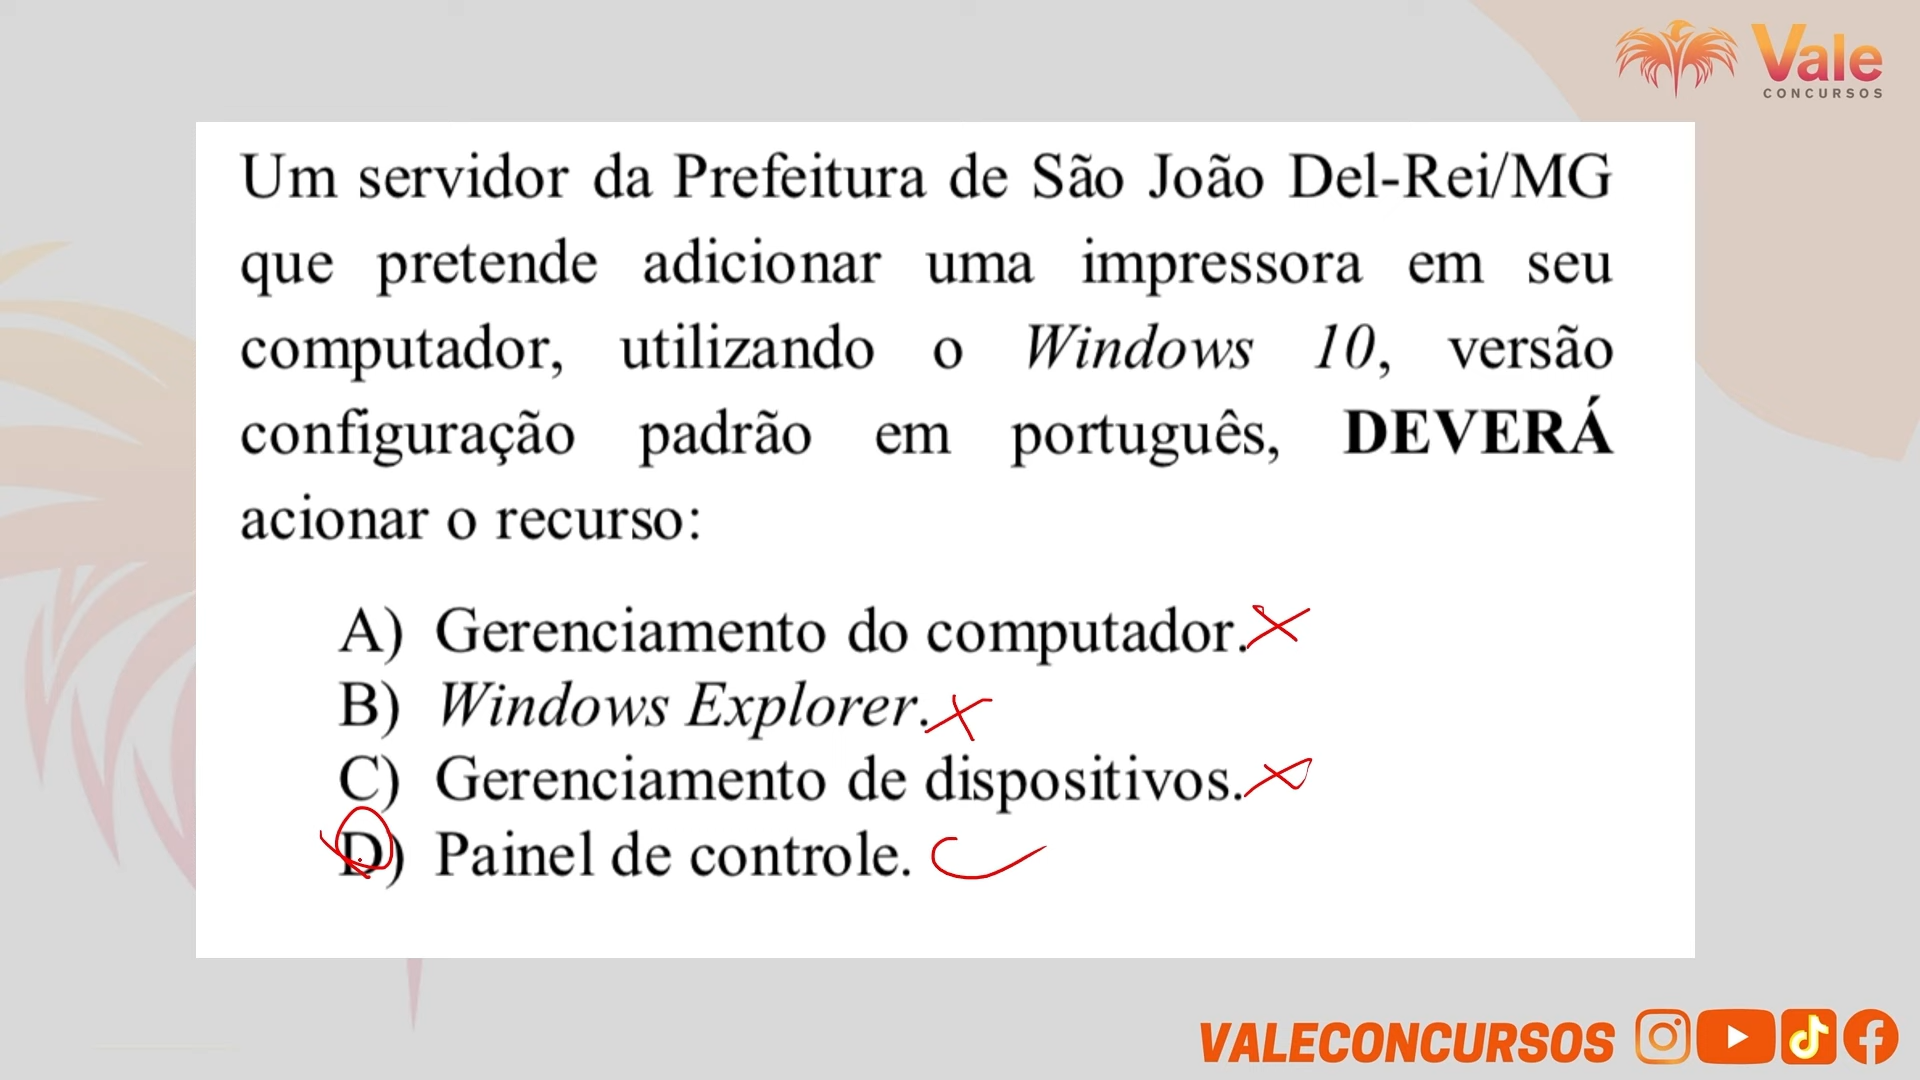 Vale
CONCURSOS
Um servidor da Prefeitura de São João Del-Rei/MG
que pretende adicionar uma impressora em seu
computador, utilizando o Windows 10, versão
configuração padrão em português, DEVERÁ
acionar o recurso:
A) Gerenciamento do computador.
B) Windows Explorer.
C) Gerenciamento de dispositivos.
D) Painel de controle.
VALECONCURSOS